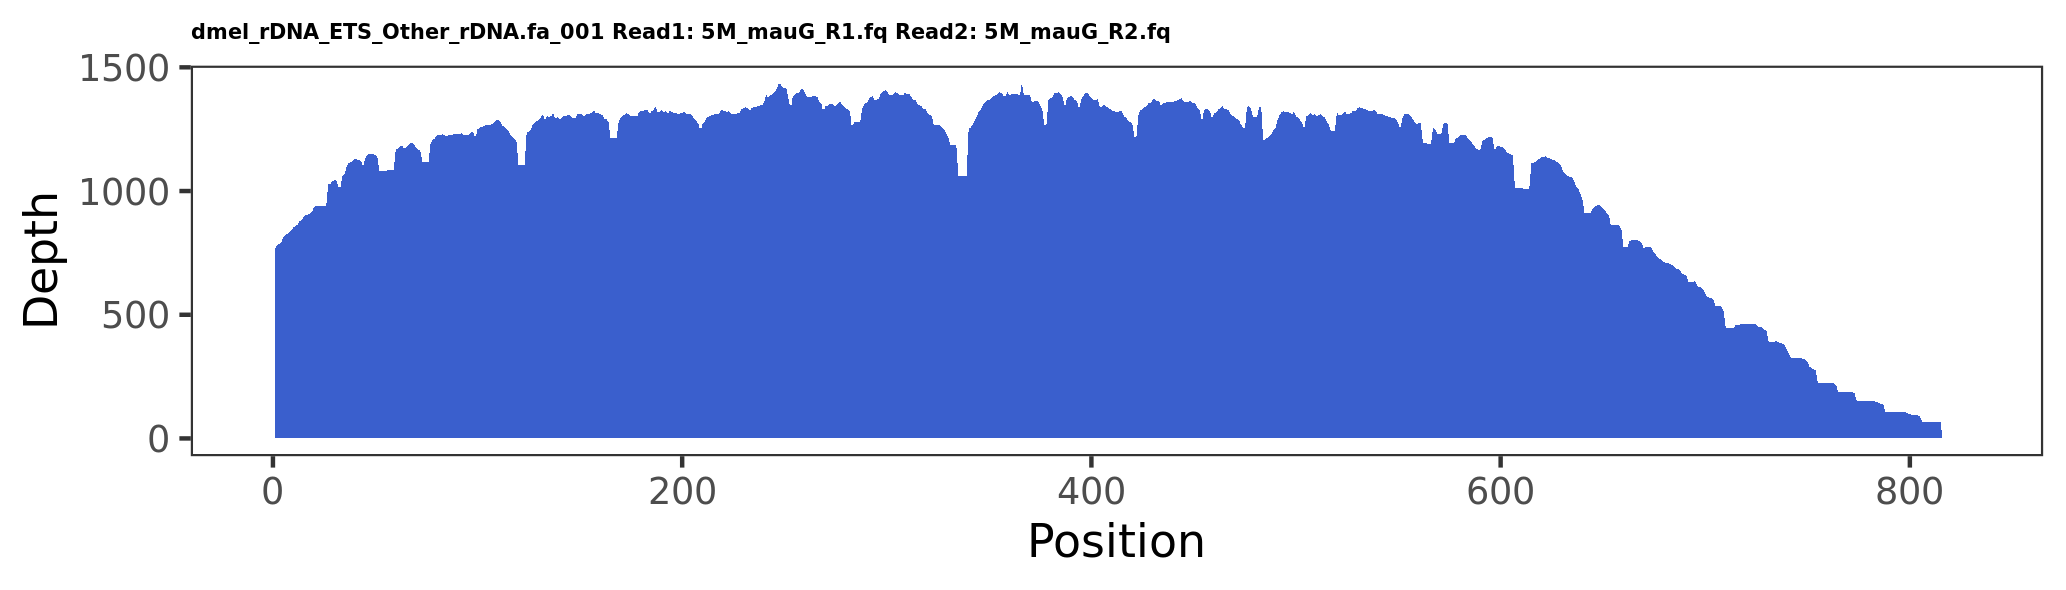 dmel_rDNA_ETS_Other_rDNA.fa_001 Read1: 5M_mauG_R1.fq Read2: 5M_mauG_R2.fq
1500
1000
500
0
Depth
0 200 400 600 800
Position